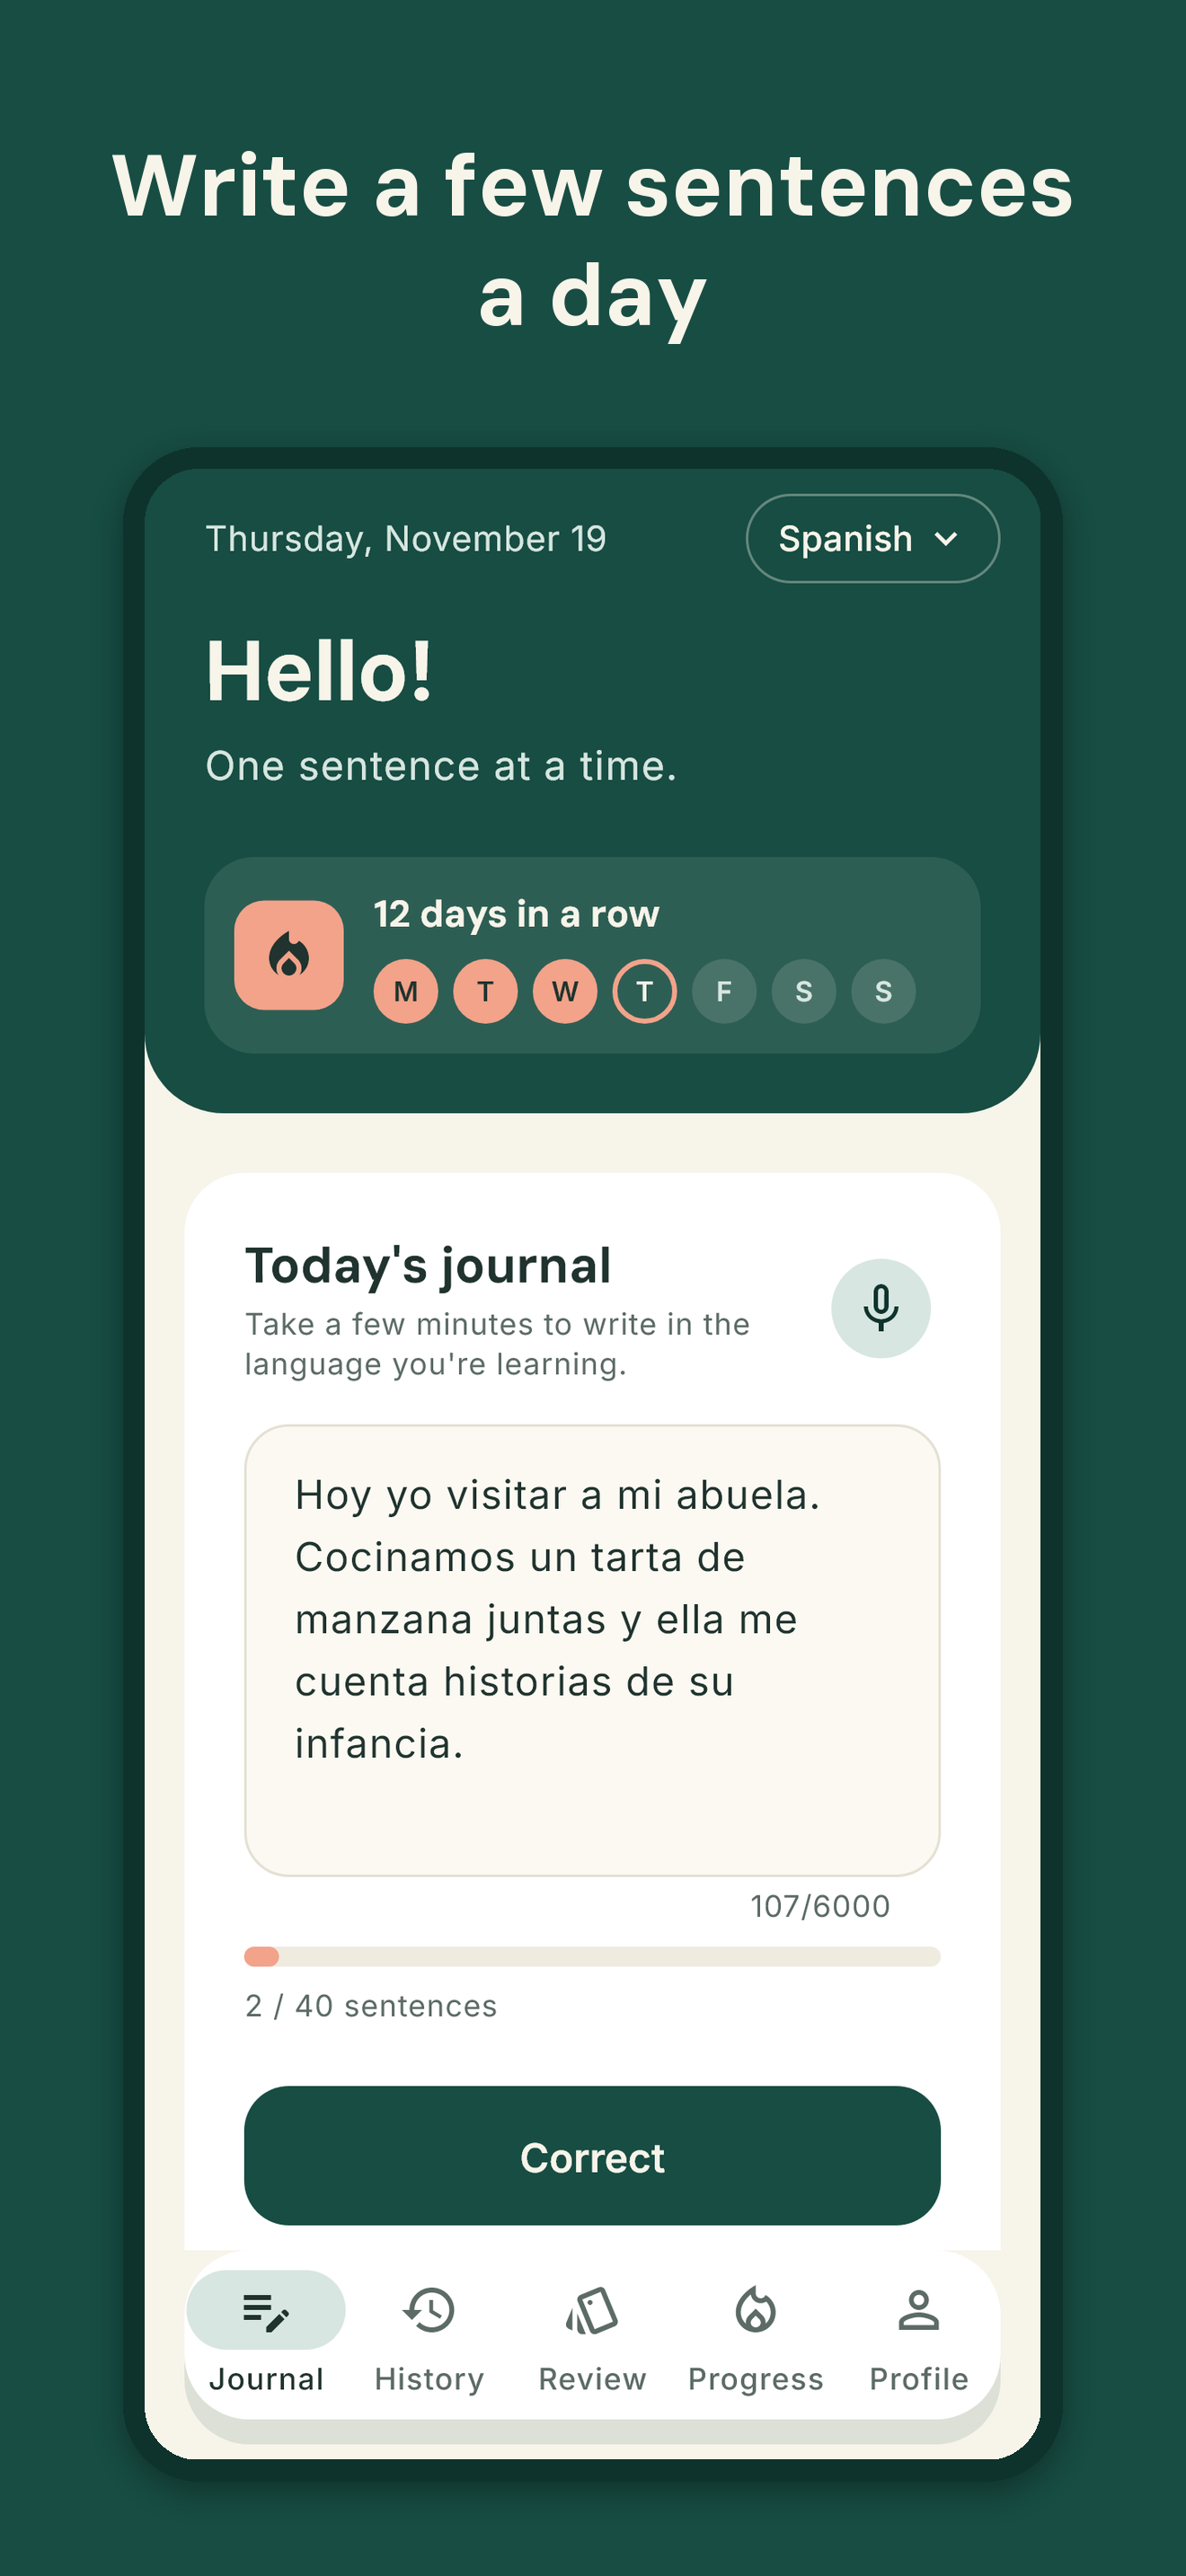 Write a few sentences
a day
Thursday, November 19
Spanish
Hello!
One sentence at a time.
12 days in a row
M T W T F S S
Today's journal
Take a few minutes to write in the
language you're learning.
Hoy yo visitar a mi abuela.
Cocinamos un tarta de
manzana juntas y ella me
cuenta historias de su
infancia.
107/6000
2 / 40 sentences
Correct
Journal History Review Progress Profile